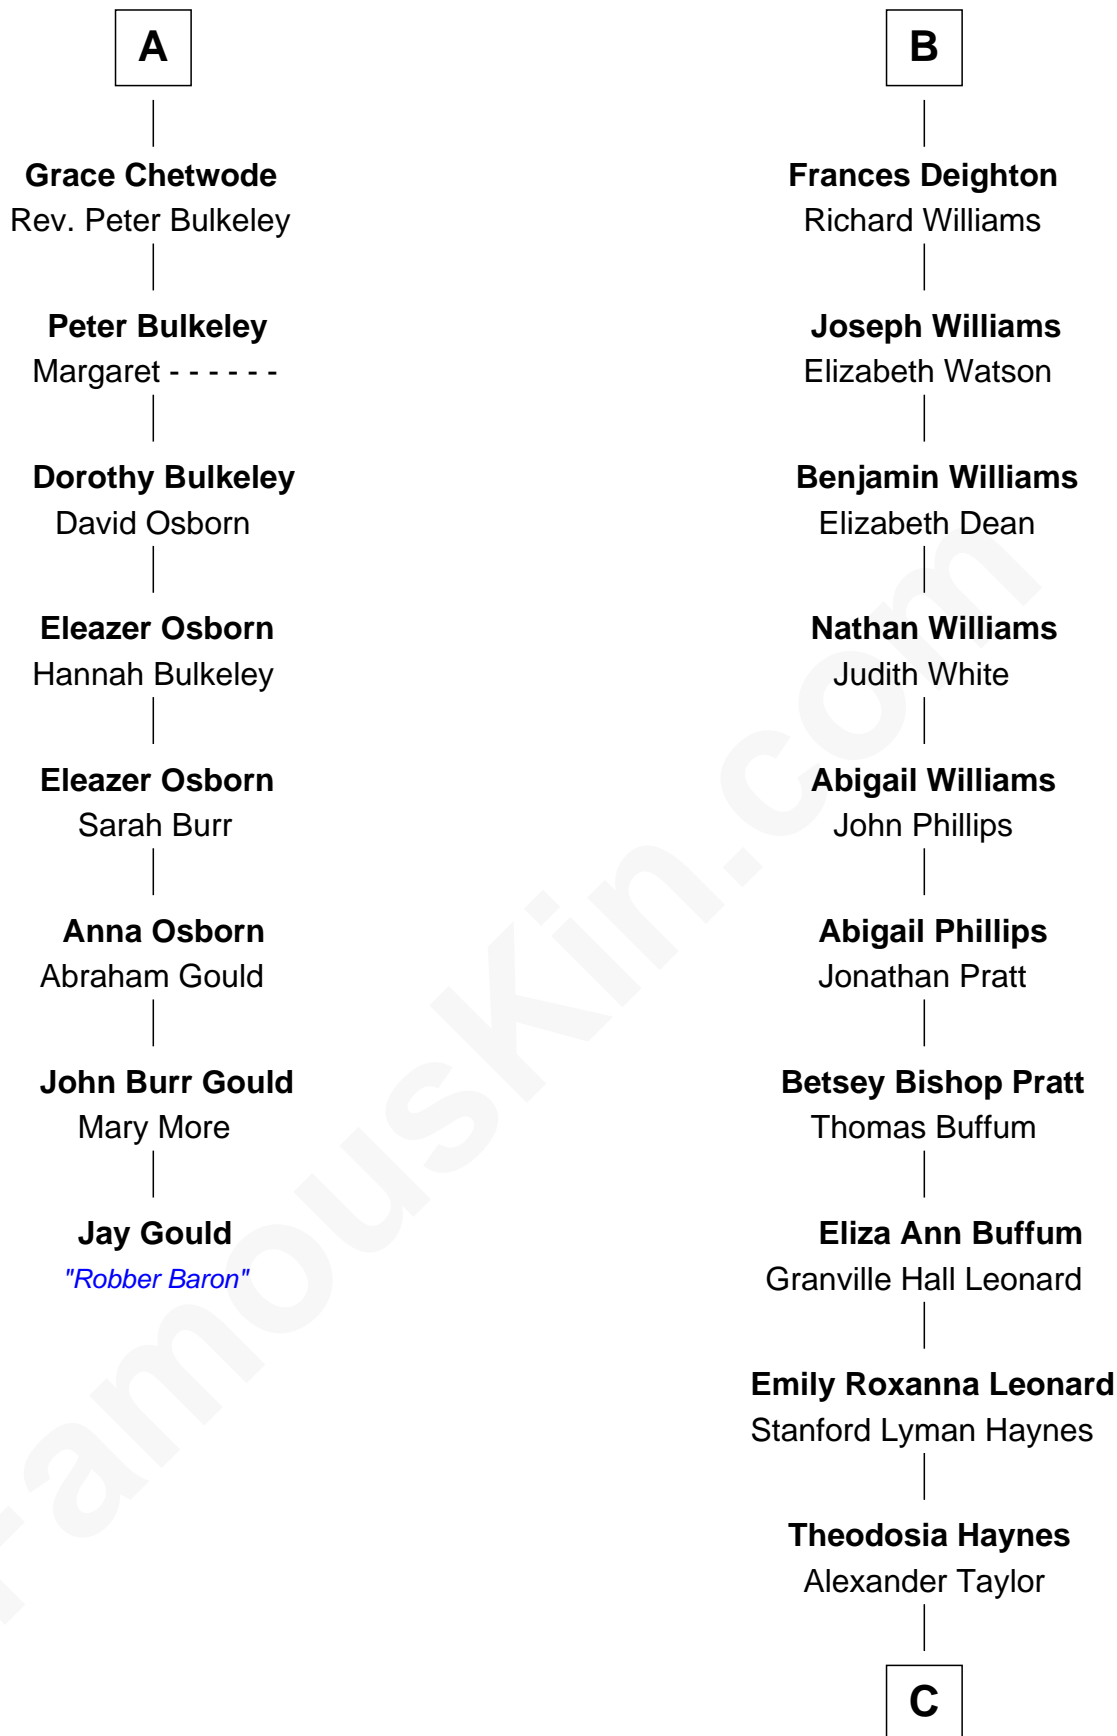 A
Grace Chetwode
Rev. Peter Bulkeley
Peter Bulkeley
Margaret - - - - - -
Dorothy Bulkeley
David Osborn
Eleazer Osborn
Hannah Bulkeley
Eleazer Osborn
Sarah Burr
Anna Osborn
Abraham Gould
John Burr Gould
Mary More
Jay Gould
"Robber Baron"
B
Frances Deighton
Richard Williams
Joseph Williams
Elizabeth Watson
Benjamin Williams
Elizabeth Dean
Nathan Williams
Judith White
Abigail Williams
John Phillips
Abigail Phillips
Jonathan Pratt
Betsey Bishop Pratt
Thomas Buffum
Eliza Ann Buffum
Granville Hall Leonard
Emily Roxanna Leonard
Stanford Lyman Haynes
Theodosia Haynes
Alexander Taylor
C
FamousKin.com